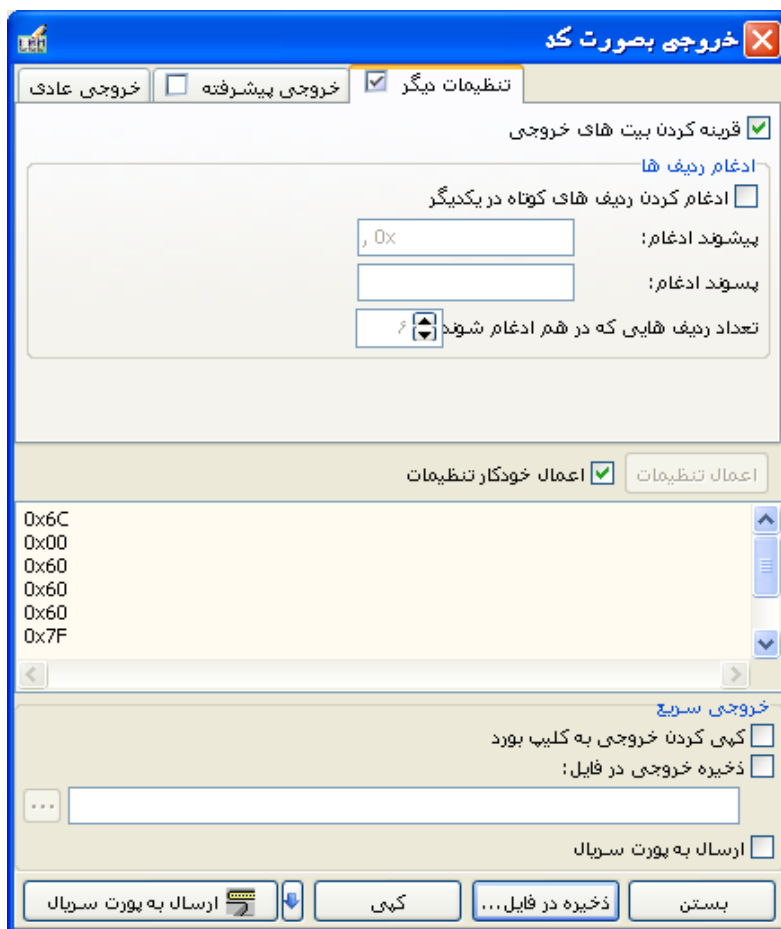 خروجی بصورت کد
تنظیمات دیگر
خروجی پیشرفته
خروجی عادی
قرینه کردن بیت های خروجی
ادغام ردیف ها
ادغام کردن ردیف های کوتاه در یکدیگر
پیشوند ادغام: , 0x
پسوند ادغام:
تعداد ردیف هایی که در هم ادغام شوند ۶
اعمال تنظیمات
اعمال خودکار تنظیمات
0x6C
0x00
0x60
0x60
0x60
0x7F
خروجی سریع
کپی کردن خروجی به کلیپ بورد
ذخیره خروجی در فایل:
...
ارسال به پورت سریال
بستن
ذخیره در فایل...
کپی
ارسال به پورت سریال